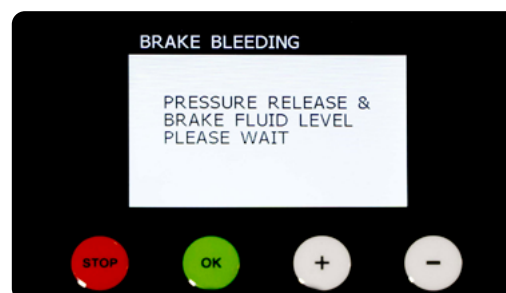 BRAKE BLEEDING
PRESSURE RELEASE &
BRAKE FLUID LEVEL
PLEASE WAIT
STOP
OK
+
-